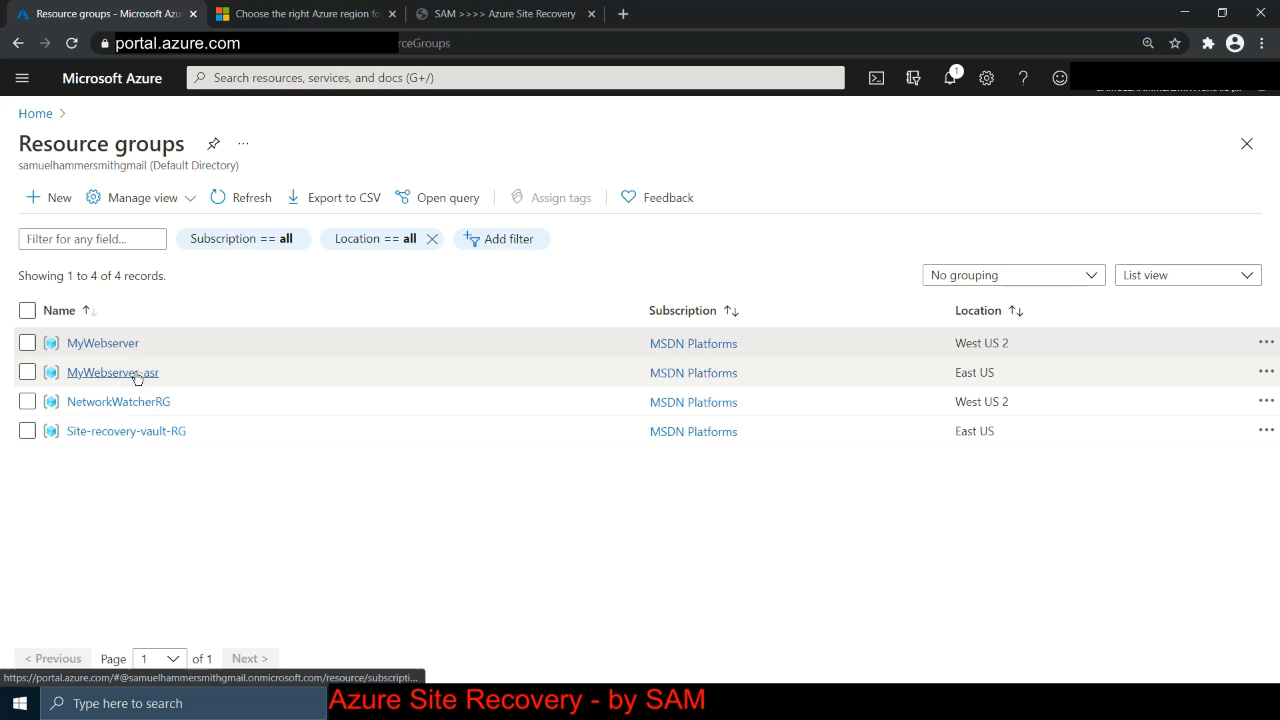 Resource groups - Microsoft Azu
Choose the right Azure region fo
SAM >>>> Azure Site Recovery
portal.azure.com
rceGroups
Microsoft Azure
Search resources, services, and docs (G+/)
1
Home >
Resource groups
samuelhammersmithgmail (Default Directory)
New
Manage view
Refresh
Export to CSV
Open query
Assign tags
Feedback
Filter for any field...
Subscription == all
Location == all
Add filter
Showing 1 to 4 of 4 records.
No grouping
List view
Name
Subscription
Location
MyWebserver MSDN Platforms West US 2
MyWebserver-asr MSDN Platforms East US
NetworkWatcherRG MSDN Platforms West US 2
Site-recovery-vault-RG MSDN Platforms East US
< Previous
Page 1 of 1
Next >
https://portal.azure.com/#@samuelhammersmithgmail.onmicrosoft.com/resource/subscripti...
Type here to search
Azure Site Recovery - by SAM